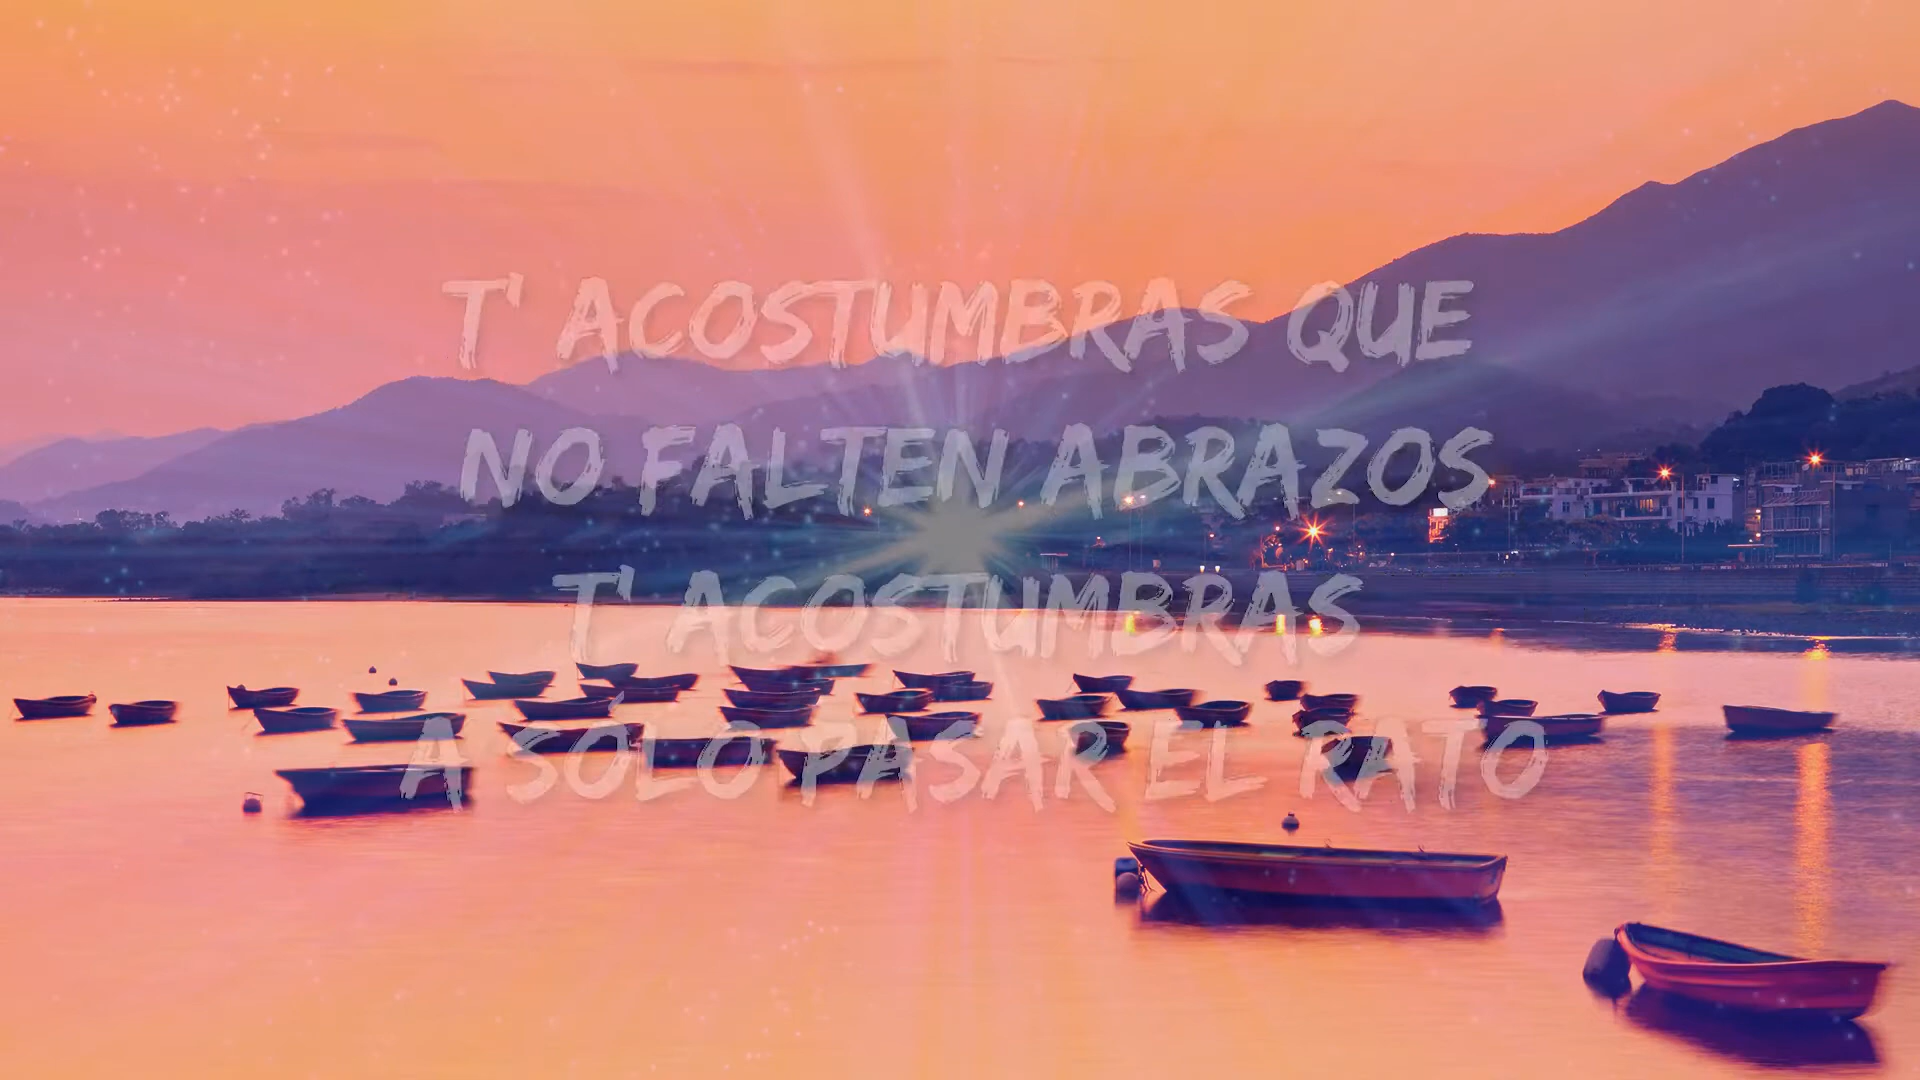 T' ACOSTUMBRAS QUE
NO FALTEN ABRAZOS
T' ACOSTUMBRAS
A SÓLO PASAR EL RATO